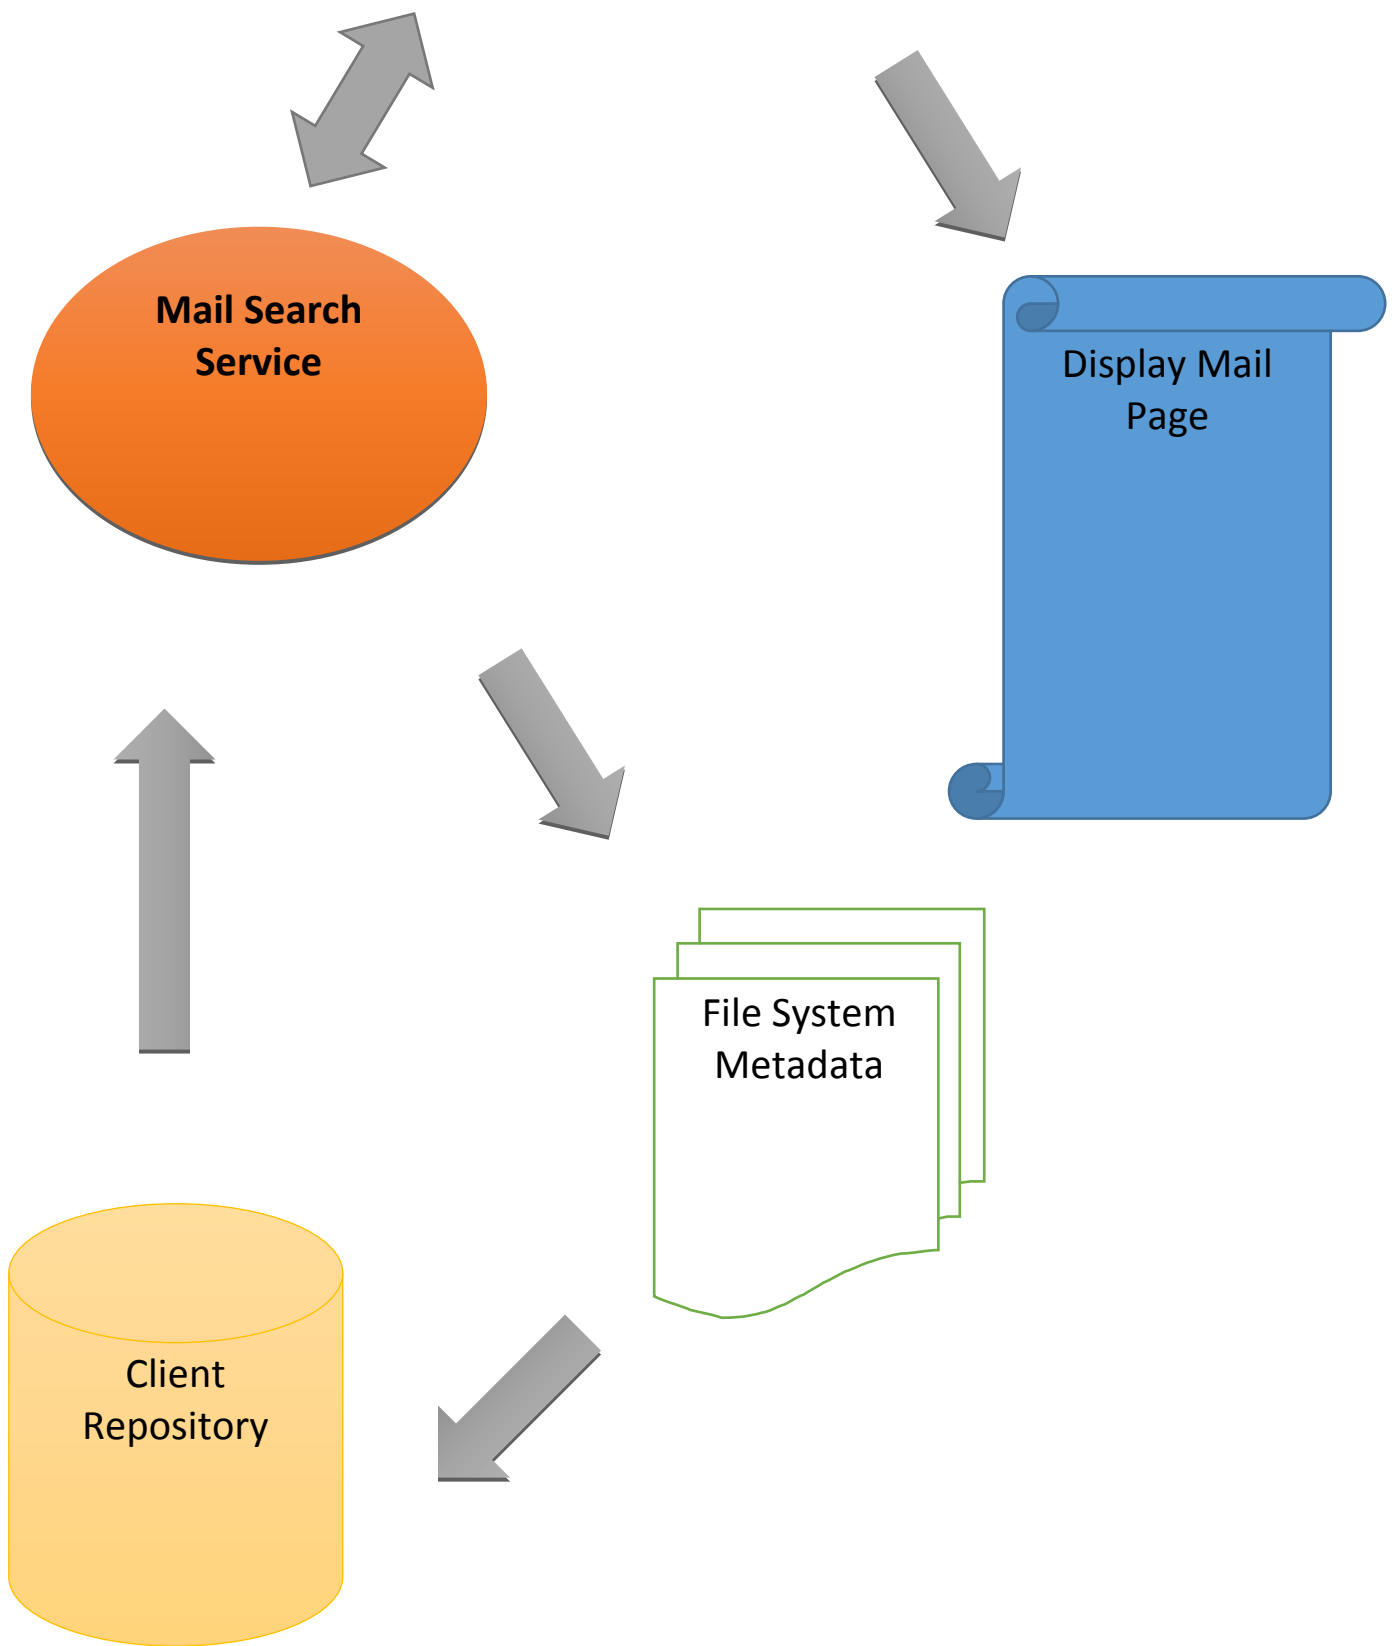 Mail Search
Service
Display Mail
Page
File System
Metadata
Client
Repository